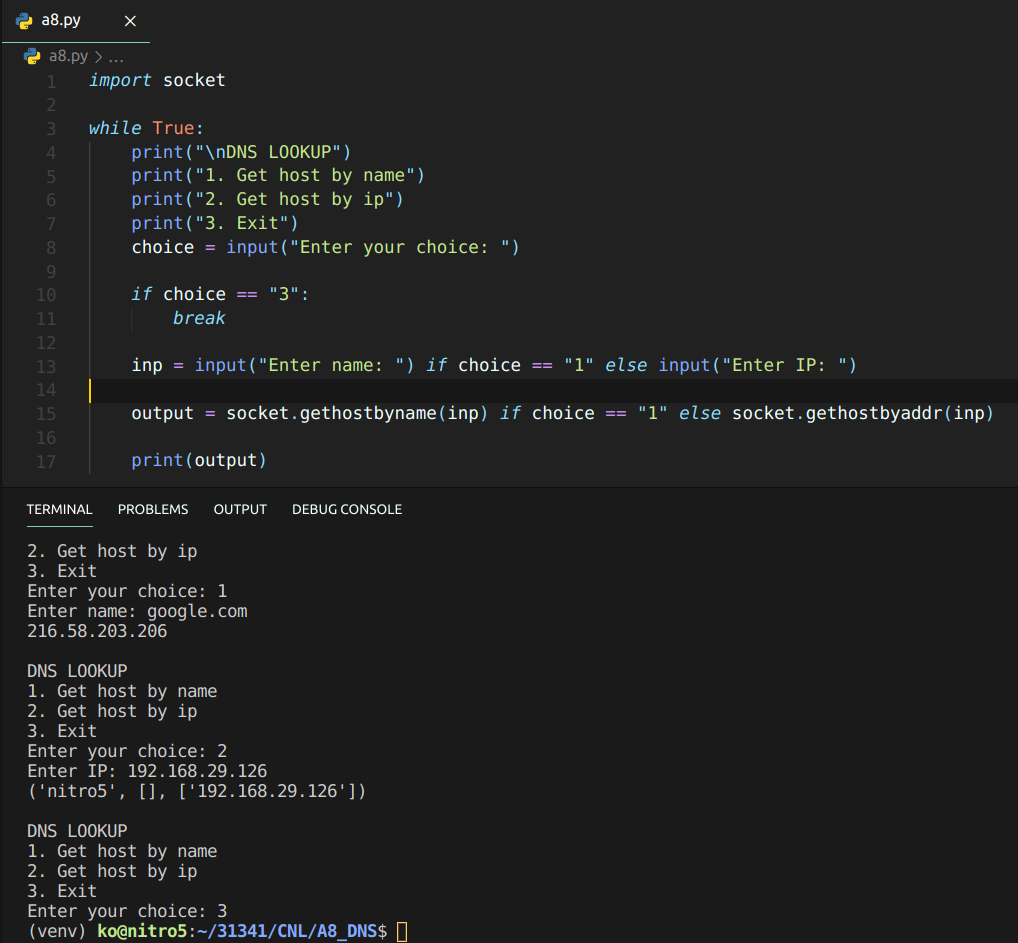 a8.py
a8.py > ...
1 import socket
2
3 while True:
4     print("\nDNS LOOKUP")
5     print("1. Get host by name")
6     print("2. Get host by ip")
7     print("3. Exit")
8     choice = input("Enter your choice: ")
9
10     if choice == "3":
11         break
12
13     inp = input("Enter name: ") if choice == "1" else input("Enter IP: ")
14
15     output = socket.gethostbyname(inp) if choice == "1" else socket.gethostbyaddr(inp)
16
17     print(output)
TERMINAL PROBLEMS OUTPUT DEBUG CONSOLE
2. Get host by ip
3. Exit
Enter your choice: 1
Enter name: google.com
216.58.203.206

DNS LOOKUP
1. Get host by name
2. Get host by ip
3. Exit
Enter your choice: 2
Enter IP: 192.168.29.126
('nitro5', [], ['192.168.29.126'])

DNS LOOKUP
1. Get host by name
2. Get host by ip
3. Exit
Enter your choice: 3
(venv) ko@nitro5:~/31341/CNL/A8_DNS$